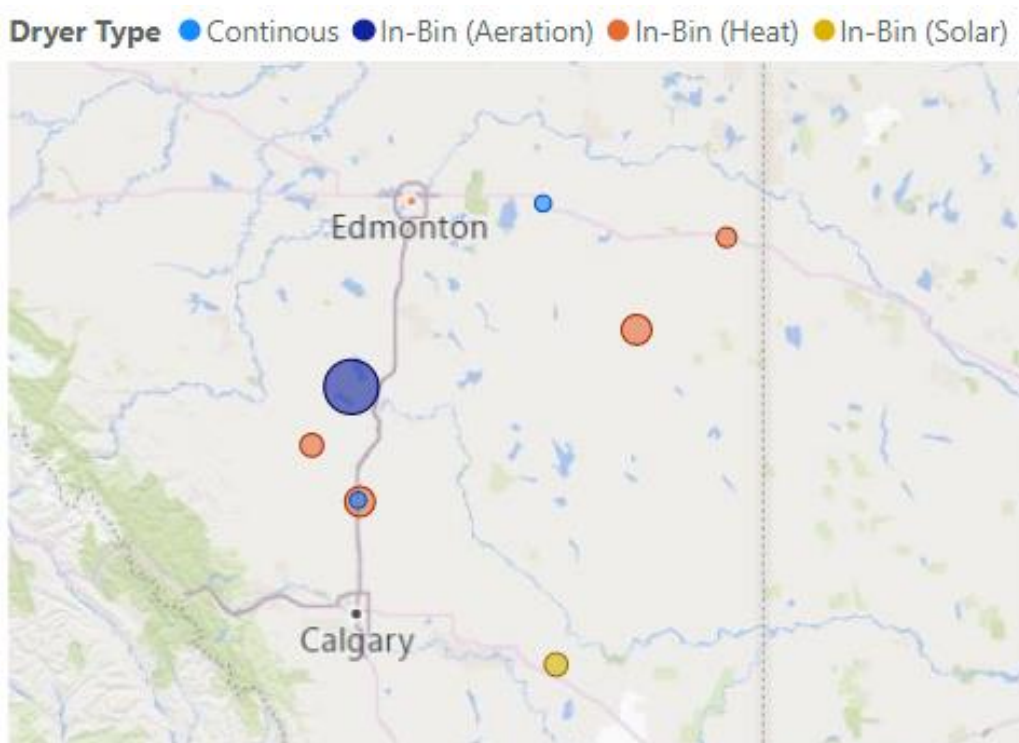 Dryer Type Continous In-Bin (Aeration) In-Bin (Heat) In-Bin (Solar)
Edmonton
Calgary